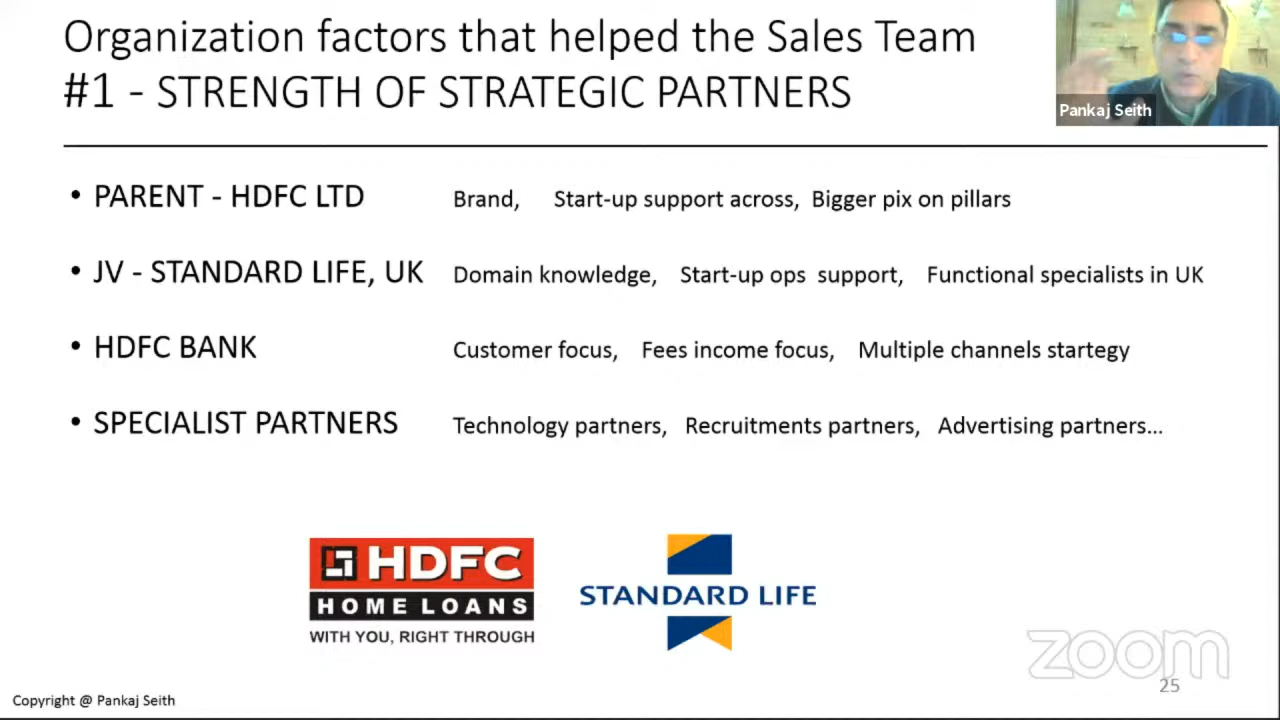 Organization factors that helped the Sales Team
#1 - STRENGTH OF STRATEGIC PARTNERS
Pankaj Seith
• PARENT - HDFC LTD Brand, Start-up support across, Bigger pix on pillars
• JV - STANDARD LIFE, UK Domain knowledge, Start-up ops support, Functional specialists in UK
• HDFC BANK Customer focus, Fees income focus, Multiple channels startegy
• SPECIALIST PARTNERS Technology partners, Recruitments partners, Advertising partners...
HDFC
HOME LOANS
WITH YOU, RIGHT THROUGH
STANDARD LIFE
zoom
25
Copyright @ Pankaj Seith